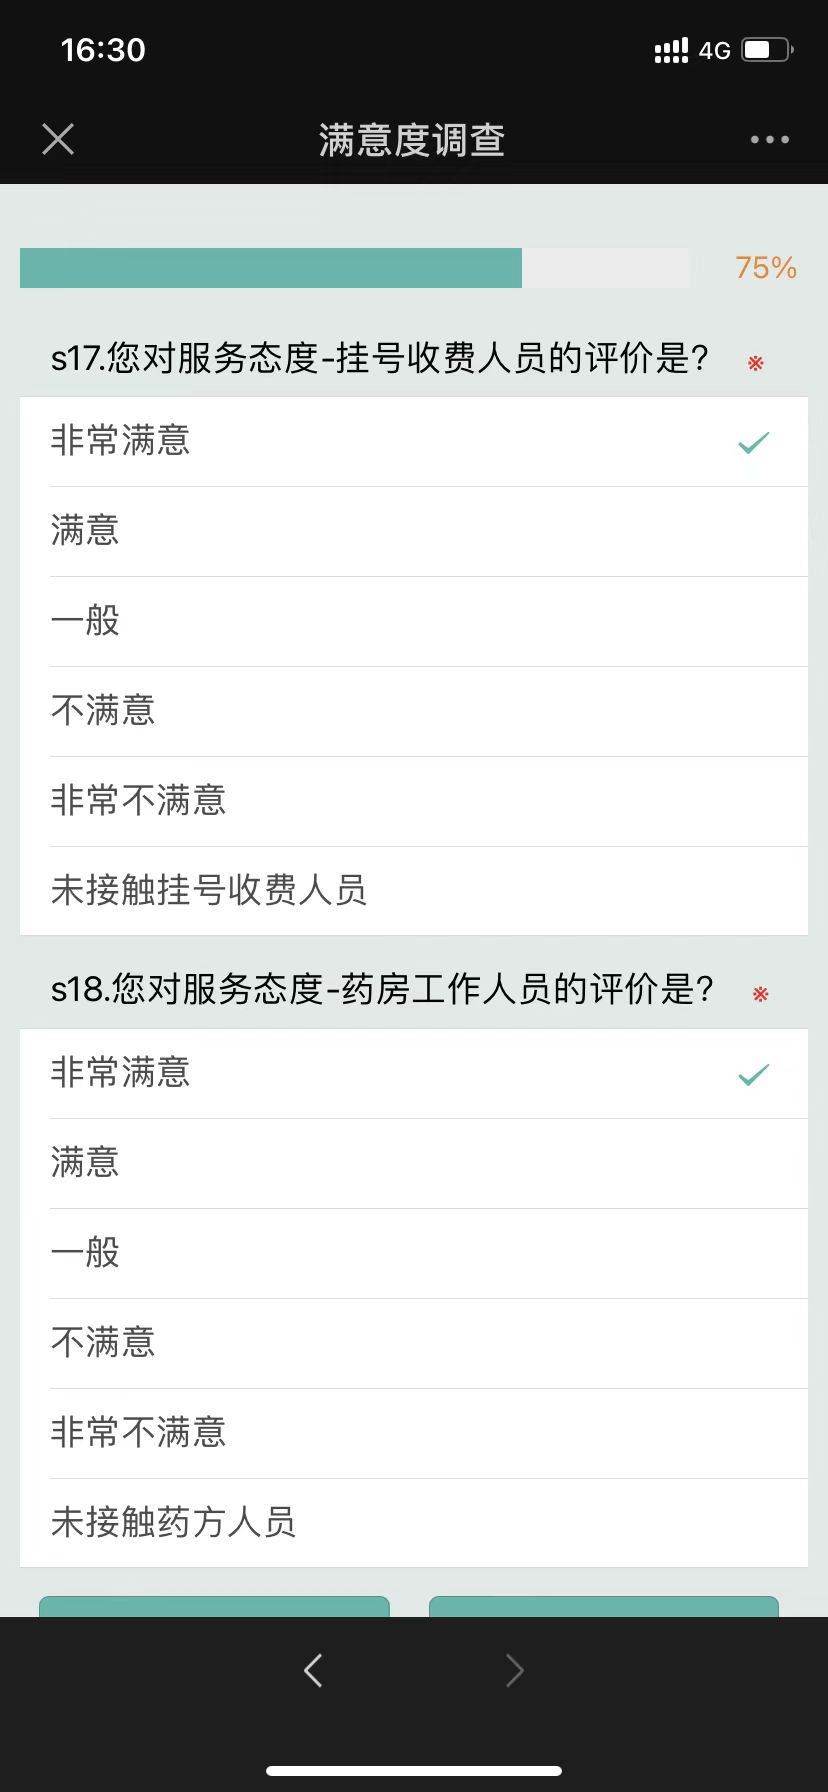 16:30
4G
满意度调查
75%
s17.您对服务态度-挂号收费人员的评价是? ※
非常满意
满意
一般
不满意
非常不满意
未接触挂号收费人员
s18.您对服务态度-药房工作人员的评价是? ※
非常满意
满意
一般
不满意
非常不满意
未接触药方人员